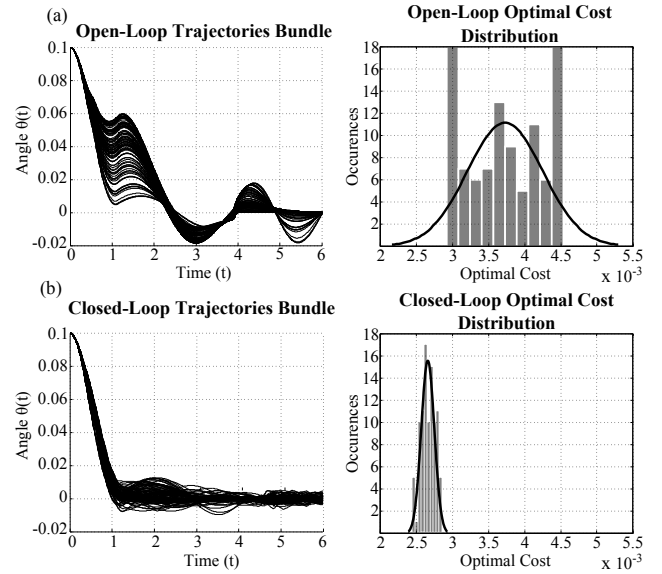 (a)
Open-Loop Trajectories Bundle
0.1
0.08
0.06
0.04
0.02
0
-0.02
Angle θ(t)
0 1 2 3 4 5 6
Time (t)
Open-Loop Optimal Cost
Distribution
18
16
14
12
10
8
6
4
2
Occurences
2 2.5 3 3.5 4 4.5 5 5.5
Optimal Cost
x 10-3
(b)
Closed-Loop Trajectories Bundle
0.1
0.08
0.06
0.04
0.02
0
-0.02
Angle θ(t)
0 1 2 3 4 5 6
Time (t)
Closed-Loop Optimal Cost
Distribution
18
16
14
12
10
8
6
4
2
Occurences
2 2.5 3 3.5 4 4.5 5 5.5
Optimal Cost
x 10-3